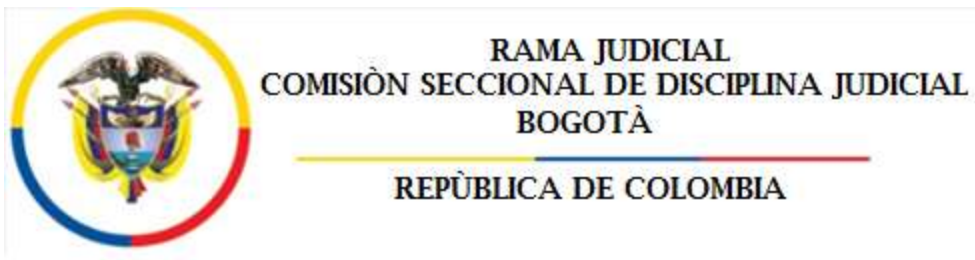 RAMA JUDICIAL
COMISIÒN SECCIONAL DE DISCIPLINA JUDICIAL
BOGOTÀ
REPÙBLICA DE COLOMBIA